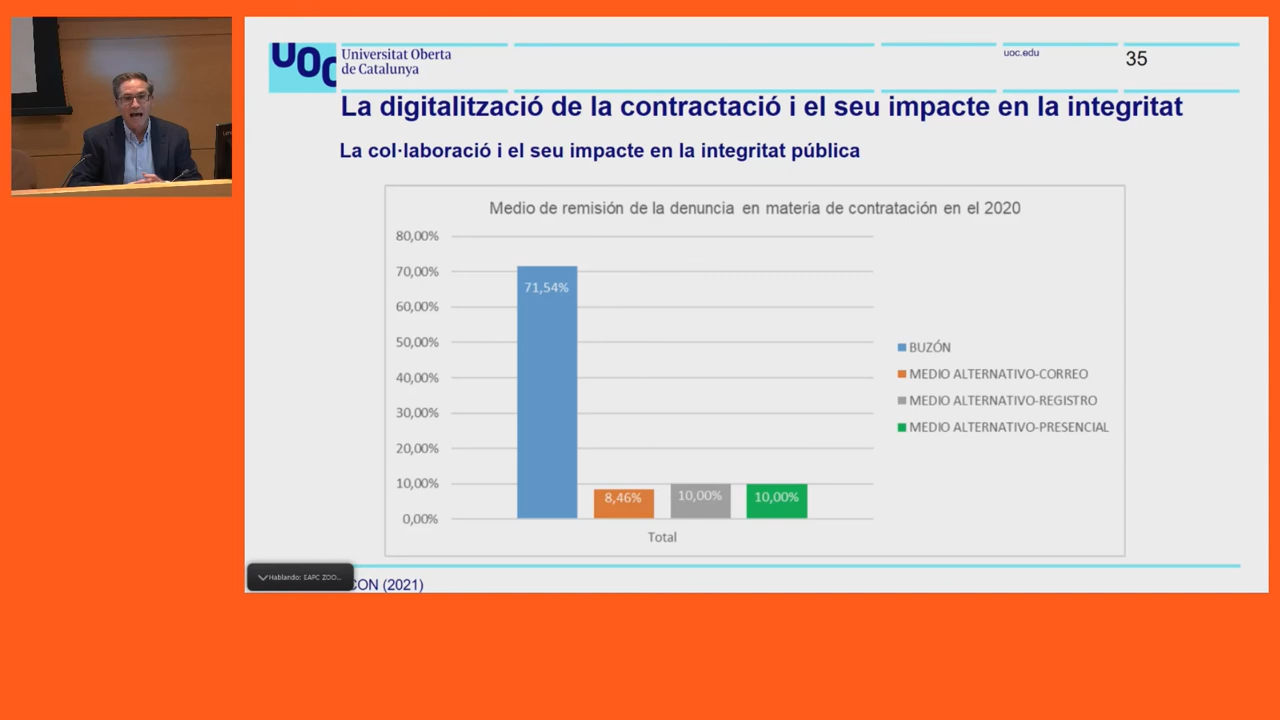 UOC
Universitat Oberta
de Catalunya
uoc.edu
35
La digitalització de la contractació i el seu impacte en la integritat
La col·laboració i el seu impacte en la integritat pública
Medio de remisión de la denuncia en materia de contratación en el 2020
80,00%
70,00%
60,00%
50,00%
40,00%
30,00%
20,00%
10,00%
0,00%
71,54%
8,46%
10,00%
10,00%
Total
BUZÓN
MEDIO ALTERNATIVO-CORREO
MEDIO ALTERNATIVO-REGISTRO
MEDIO ALTERNATIVO-PRESENCIAL
Hablando: EAPC ZOO...
CON (2021)